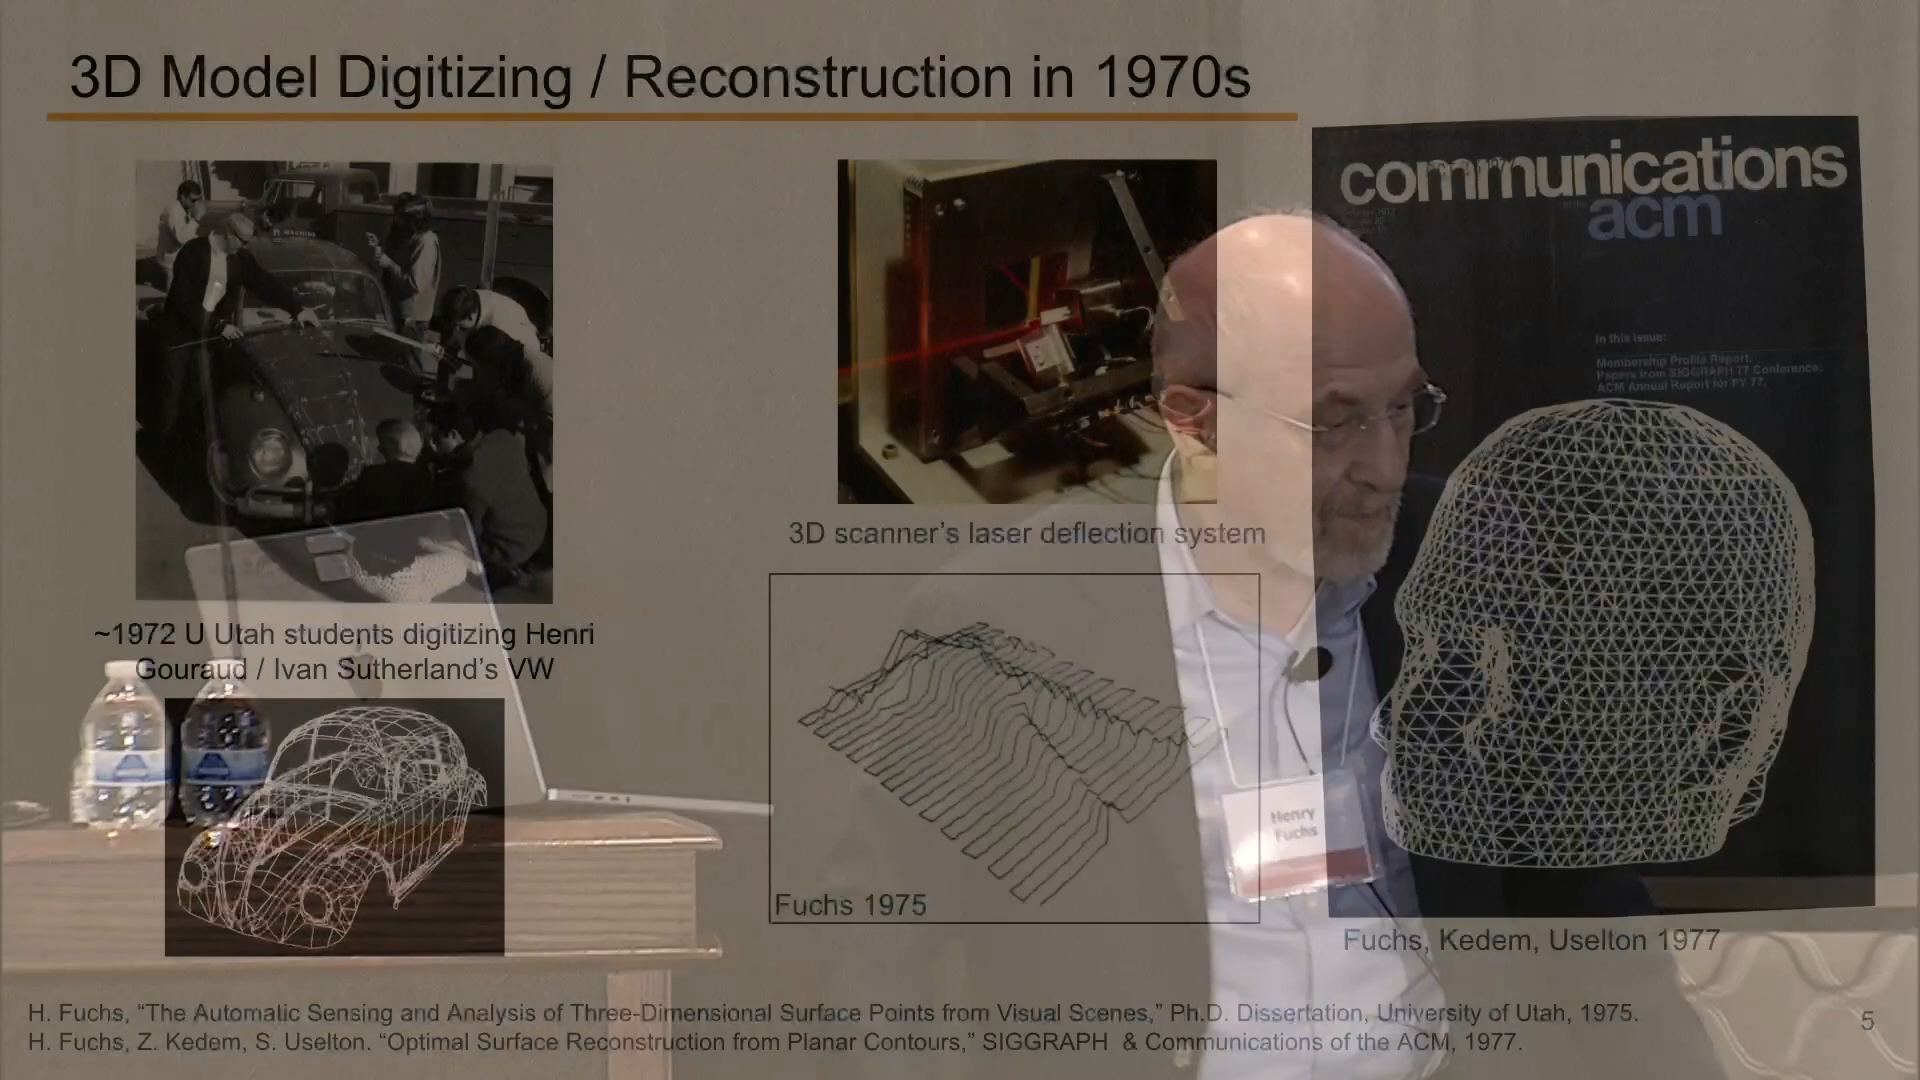 3D Model Digitizing / Reconstruction in 1970s
communications
acm
In this issue:
Membership Profile Report.
Papers from SIGGRAPH 77 Conference.
ACM Annual Report for FY 77.
3D scanner’s laser deflection system
~1972 U Utah students digitizing Henri
Gouraud / Ivan Sutherland’s VW
Henry
Fuchs
Fuchs 1975
Fuchs, Kedem, Uselton 1977
H. Fuchs, “The Automatic Sensing and Analysis of Three-Dimensional Surface Points from Visual Scenes,” Ph.D. Dissertation, University of Utah, 1975.
H. Fuchs, Z. Kedem, S. Uselton. “Optimal Surface Reconstruction from Planar Contours,” SIGGRAPH & Communications of the ACM, 1977.
5